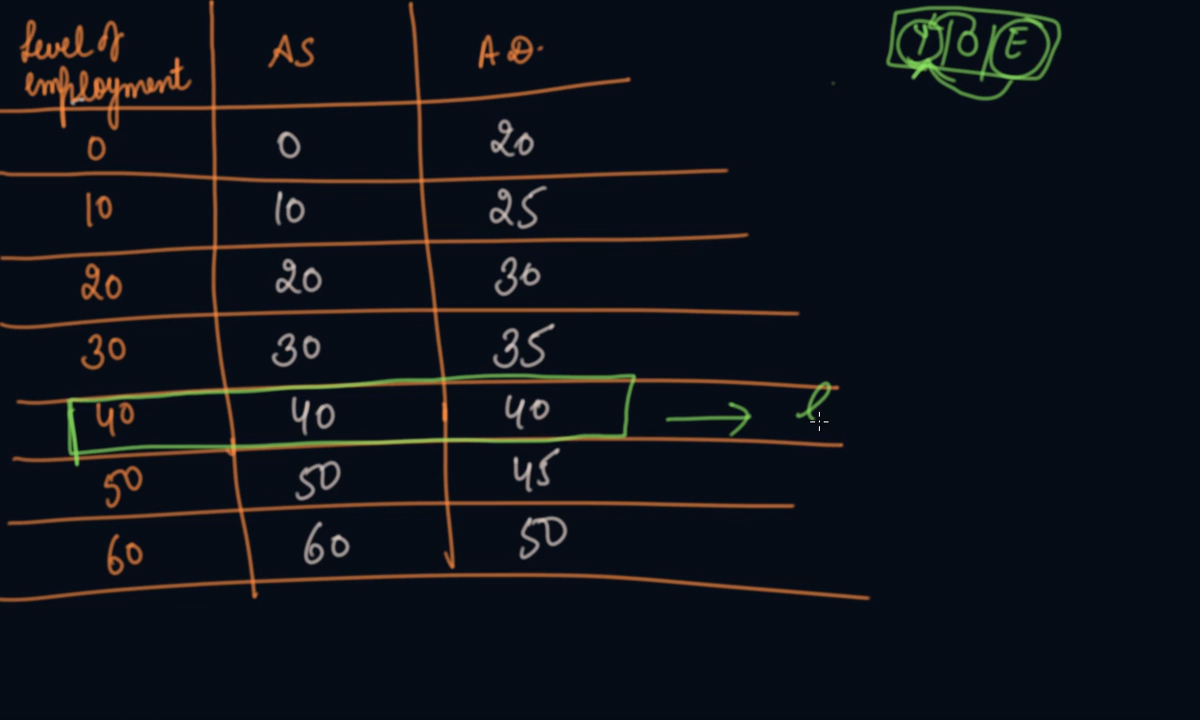 Level of
employment
AS
AD.
Y/O/E
0 0 20
10 10 25
20 20 30
30 30 35
40 40 40 → e
50 50 45
60 60 50